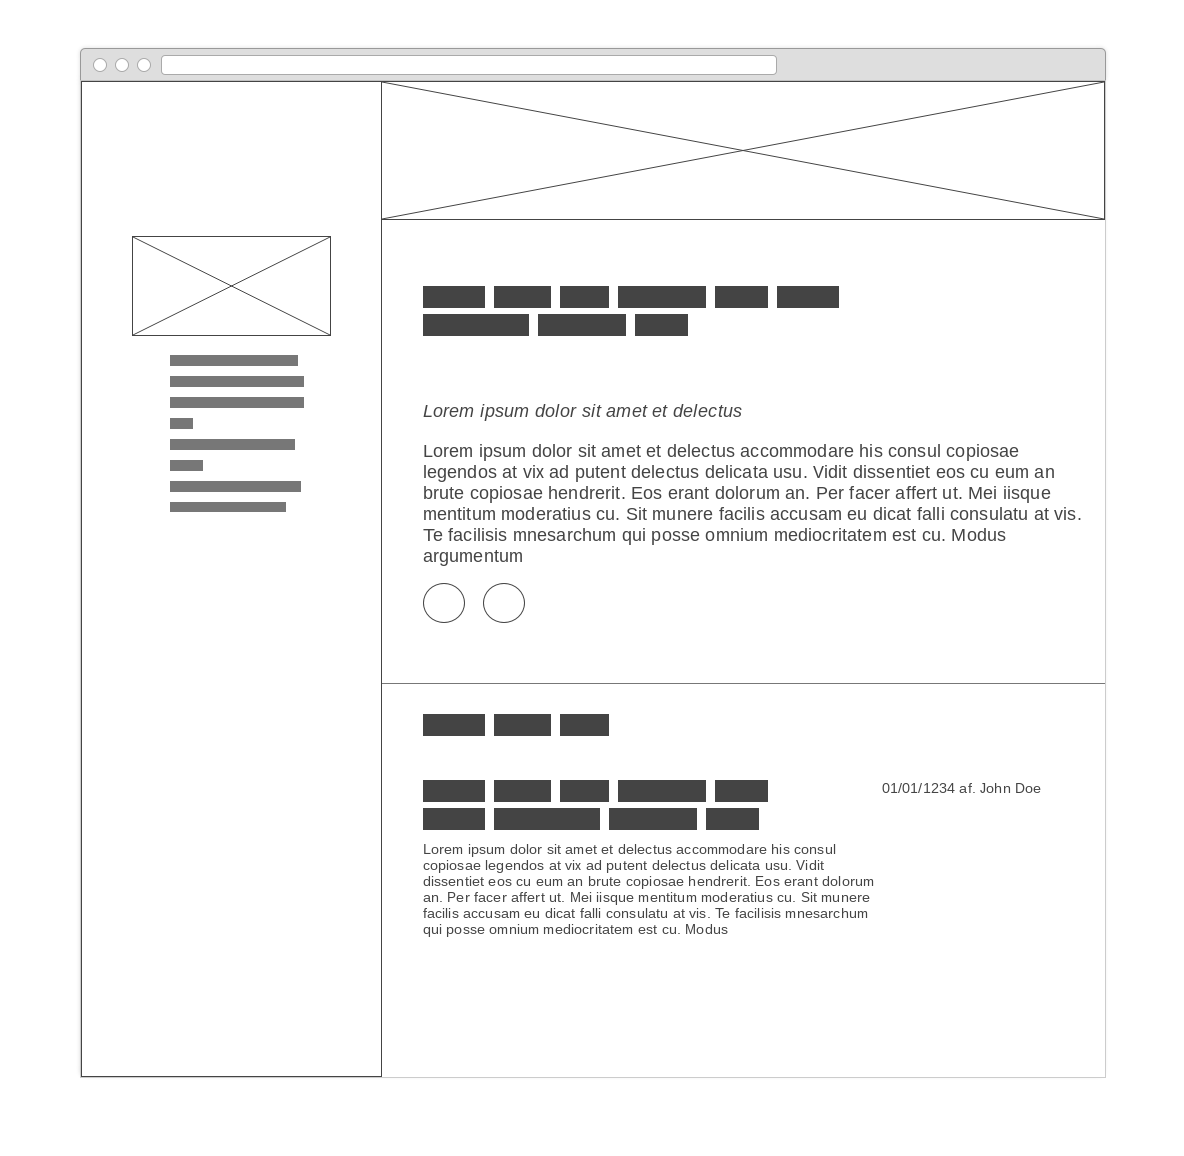 Lorem ipsum dolor sit amet et delectus
Lorem ipsum dolor sit amet et delectus accommodare his consul copiosae
legendos at vix ad putent delectus delicata usu. Vidit dissentiet eos cu eum an
brute copiosae hendrerit. Eos erant dolorum an. Per facer affert ut. Mei iisque
mentitum moderatius cu. Sit munere facilis accusam eu dicat falli consulatu at vis.
Te facilisis mnesarchum qui posse omnium mediocritatem est cu. Modus
argumentum
01/01/1234 af. John Doe
Lorem ipsum dolor sit amet et delectus accommodare his consul
copiosae legendos at vix ad putent delectus delicata usu. Vidit
dissentiet eos cu eum an brute copiosae hendrerit. Eos erant dolorum
an. Per facer affert ut. Mei iisque mentitum moderatius cu. Sit munere
facilis accusam eu dicat falli consulatu at vis. Te facilisis mnesarchum
qui posse omnium mediocritatem est cu. Modus